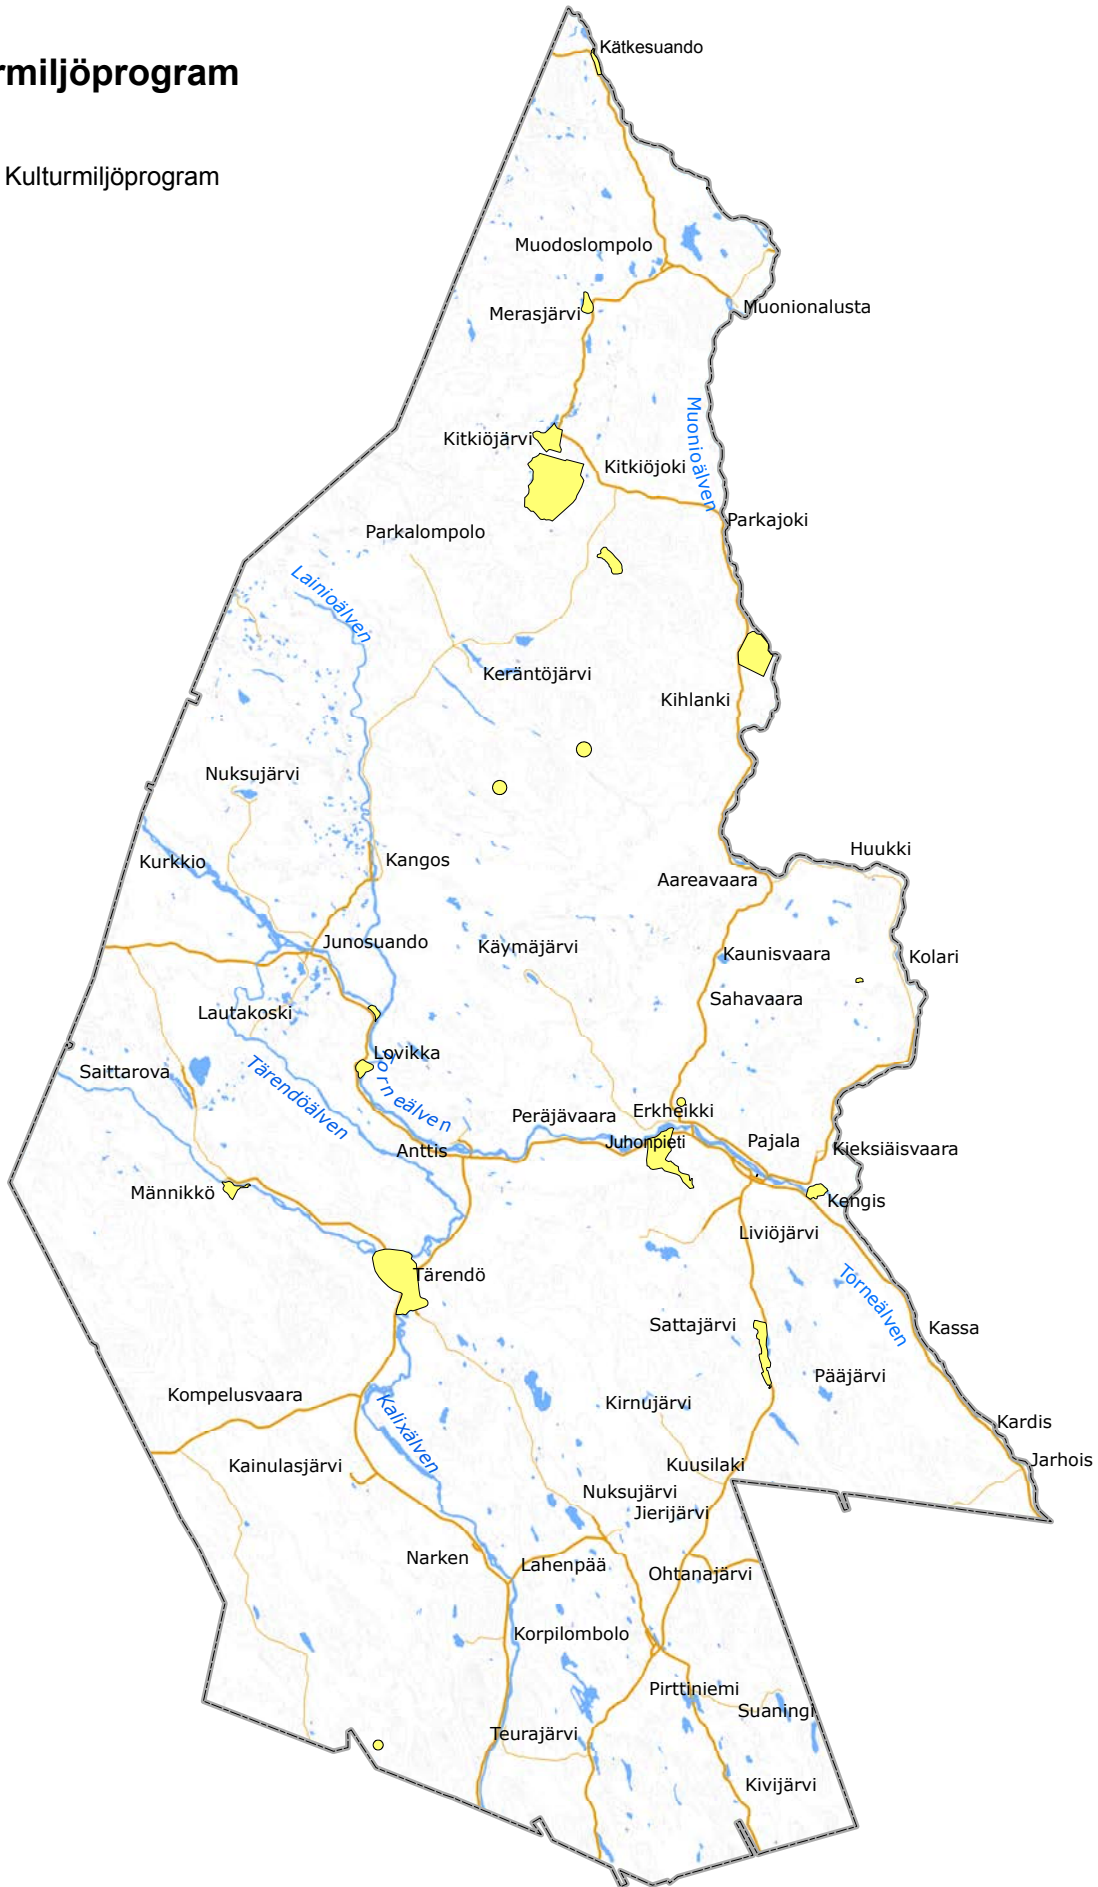 rmiljöprogram
Kulturmiljöprogram
Kätkesuando
Muodoslompolo
Merasjärvi
Muonionalusta
Muonioälven
Kitkiöjärvi
Kitkiöjoki
Parkajoki
Parkalompolo
Lainioälven
Keräntöjärvi
Kihlanki
Nuksujärvi
Kurkkio
Kangos
Huukki
Aareavaara
Junosuando
Käymäjärvi
Kaunisvaara
Kolari
Sahavaara
Lautakoski
Lovikka
Saittarova
Tärendöälven
Torneälven
Peräjävaara
Erkheikki
Juhonpieti
Pajala
Kieksiäisvaara
Anttis
Männikkö
Kengis
Liviöjärvi
Tärendö
Torneälven
Sattajärvi
Kassa
Pääjärvi
Kompelusvaara
Kirnujärvi
Kalixälven
Kardis
Jarhois
Kainulasjärvi
Kuusilaki
Nuksujärvi
Jierijärvi
Narken
Lahenpää
Ohtanajärvi
Korpilombolo
Pirttiniemi
Suaningi
Teurajärvi
Kivijärvi